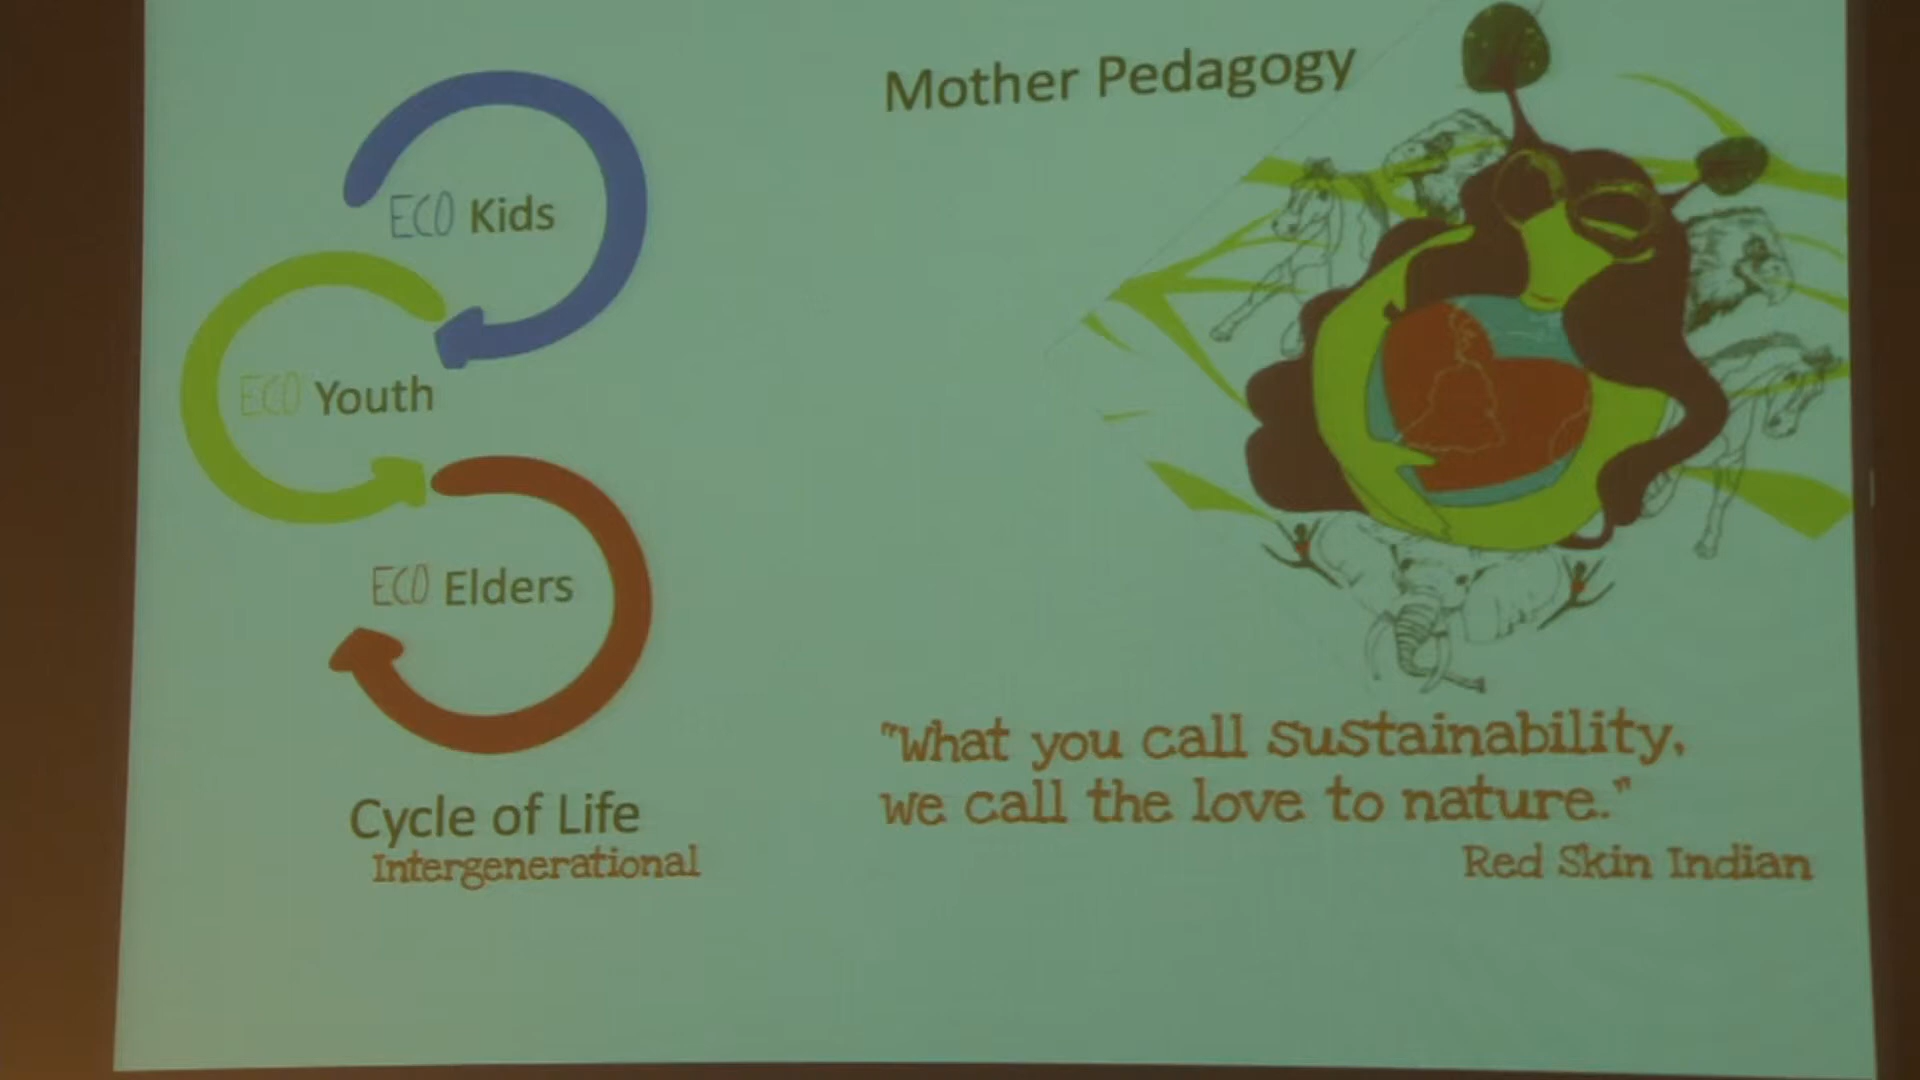 Mother Pedagogy
ECO Kids
ECO Youth
ECO Elders
Cycle of Life
Intergenerational
"What you call sustainability,
we call the love to nature."
Red Skin Indian